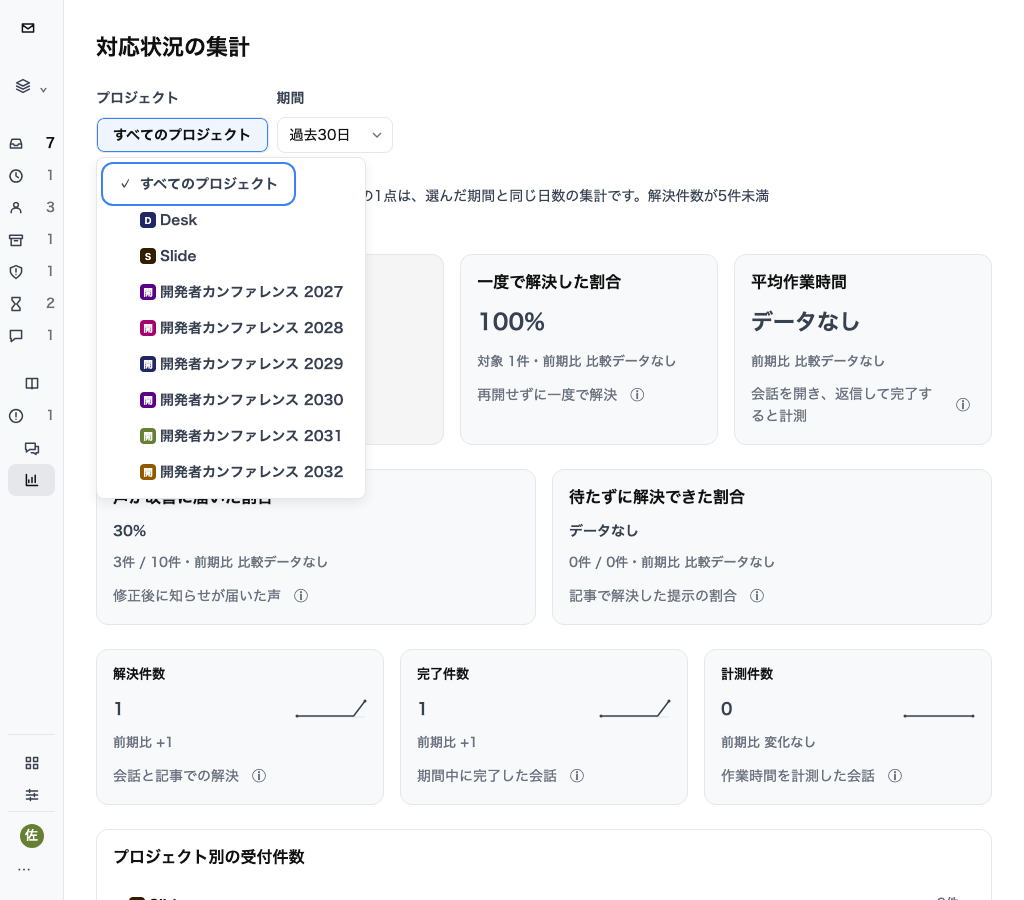 対応状況の集計
プロジェクト
期間
すべてのプロジェクト
過去30日
7
1
3
1
1
2
1
1
✓ すべてのプロジェクト
D Desk
S Slide
開 開発者カンファレンス 2027
開 開発者カンファレンス 2028
開 開発者カンファレンス 2029
開 開発者カンファレンス 2030
開 開発者カンファレンス 2031
開 開発者カンファレンス 2032
の1点は、選んだ期間と同じ日数の集計です。解決件数が5件未満
一度で解決した割合
100%
対象 1件・前期比 比較データなし
再開せずに一度で解決
平均作業時間
データなし
前期比 比較データなし
会話を開き、返信して完了す
ると計測
30%
3件 / 10件・前期比 比較データなし
修正後に知らせが届いた声
待たずに解決できた割合
データなし
0件 / 0件・前期比 比較データなし
記事で解決した提示の割合
解決件数
1
前期比 +1
会話と記事での解決
完了件数
1
前期比 +1
期間中に完了した会話
計測件数
0
前期比 変化なし
作業時間を計測した会話
プロジェクト別の受付件数
佐